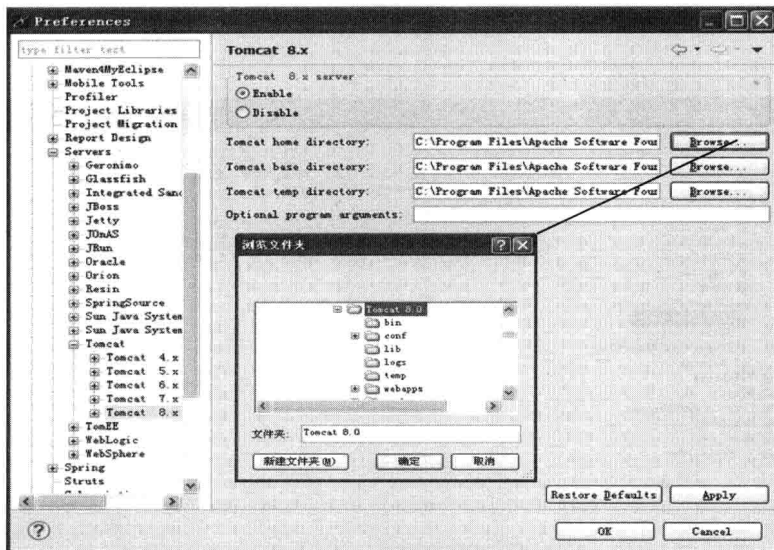 Preferences
type filter text
Maven4MyEclipse
Mobile Tools
Profiler
Project Libraries
Project Migration
Report Design
Servers
Geronimo
Glassfish
Integrated Sand
JBoss
Jetty
JOnAS
JRun
Oracle
Orion
Resin
SpringSource
Sun Java System
Sun Java System
Tomcat
Tomcat 4.x
Tomcat 5.x
Tomcat 6.x
Tomcat 7.x
Tomcat 8.x
TomEE
WebLogic
WebSphere
Spring
Struts
Tomcat 8.x
Tomcat 8.x server
Enable
Disable
Tomcat home directory: C:\Program Files\Apache Software Four Browse...
Tomcat base directory: C:\Program Files\Apache Software Four Browse...
Tomcat temp directory: C:\Program Files\Apache Software Four Browse...
Optional program arguments:
浏览文件夹
Tomcat 8.0
bin
conf
lib
logs
temp
webapps
文件夹: Tomcat 8.0
新建文件夹(M) 确定 取消
Restore Defaults Apply
OK Cancel